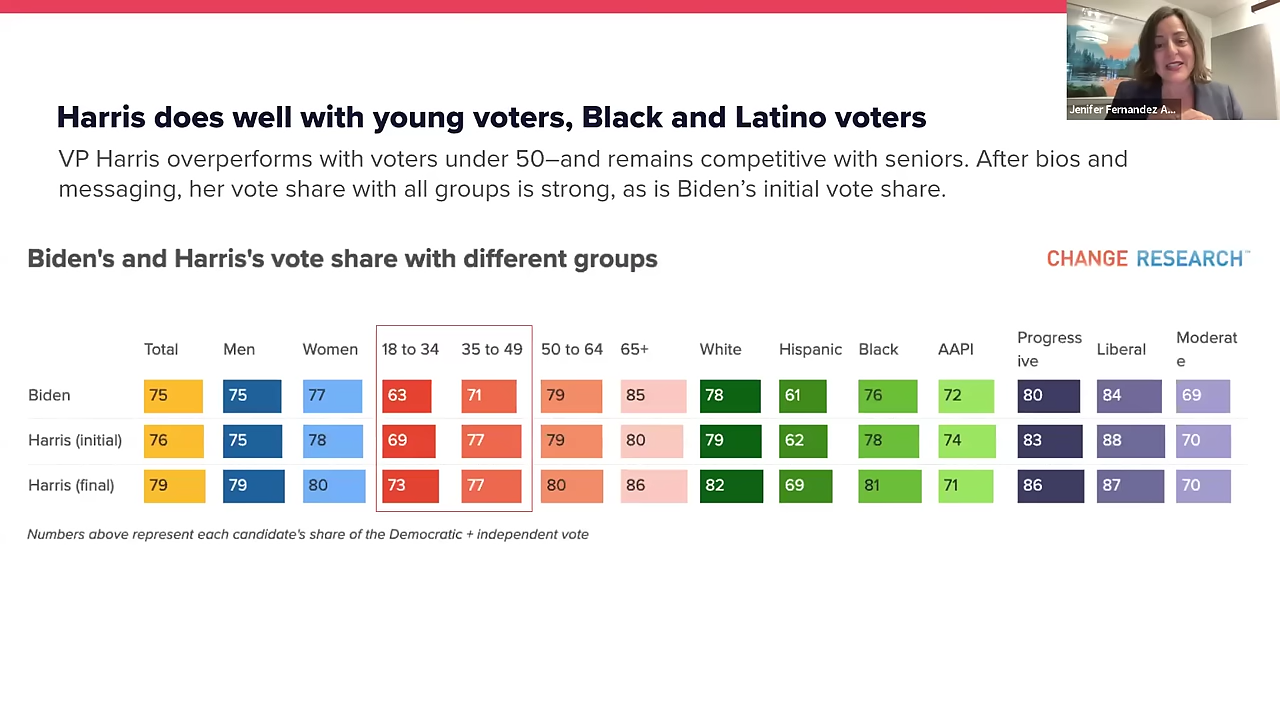 Jenifer Fernandez A...
Harris does well with young voters, Black and Latino voters
VP Harris overperforms with voters under 50–and remains competitive with seniors. After bios and
messaging, her vote share with all groups is strong, as is Biden’s initial vote share.
Biden's and Harris's vote share with different groups
CHANGE RESEARCH™
Total Men Women 18 to 34 35 to 49 50 to 64 65+ White Hispanic Black AAPI Progress
ive Liberal Moderat
e
Biden 75 75 77 63 71 79 85 78 61 76 72 80 84 69
Harris (initial) 76 75 78 69 77 79 80 79 62 78 74 83 88 70
Harris (final) 79 79 80 73 77 80 86 82 69 81 71 86 87 70
Numbers above represent each candidate's share of the Democratic + independent vote